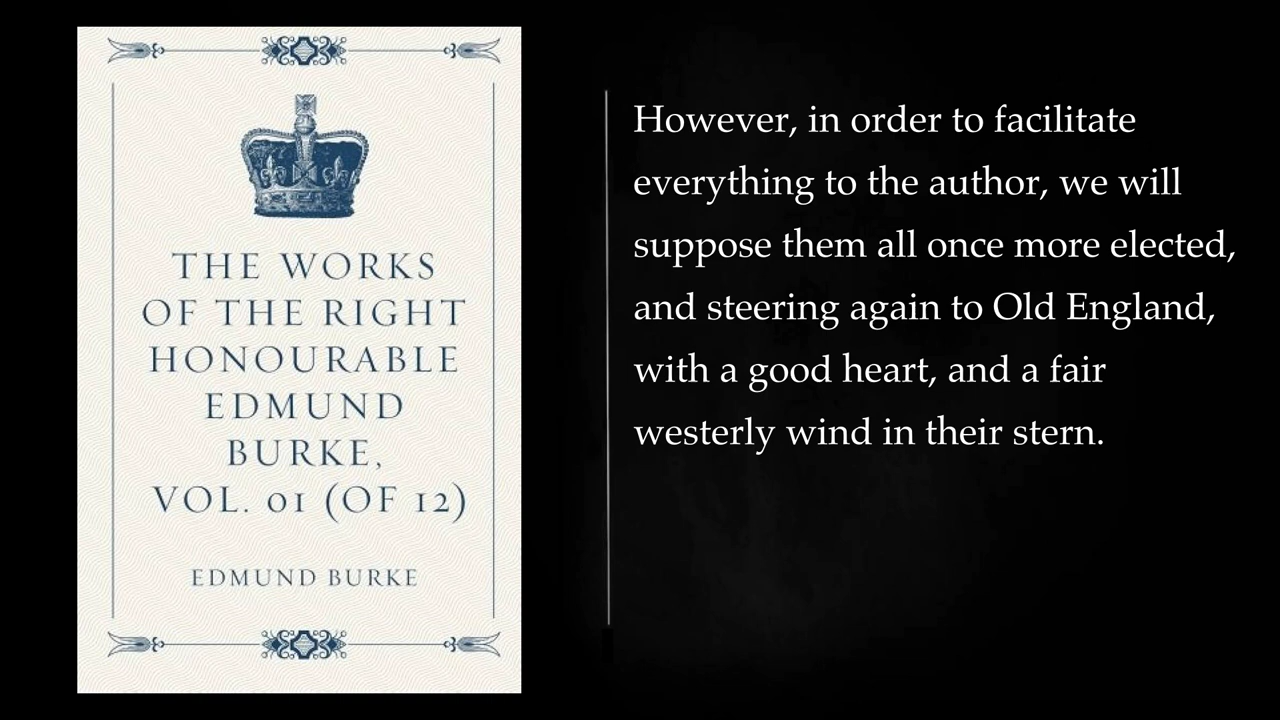 THE WORKS
OF THE RIGHT
HONOURABLE
EDMUND
BURKE,
VOL. 01 (OF 12)
EDMUND BURKE
However, in order to facilitate
everything to the author, we will
suppose them all once more elected,
and steering again to Old England,
with a good heart, and a fair
westerly wind in their stern.